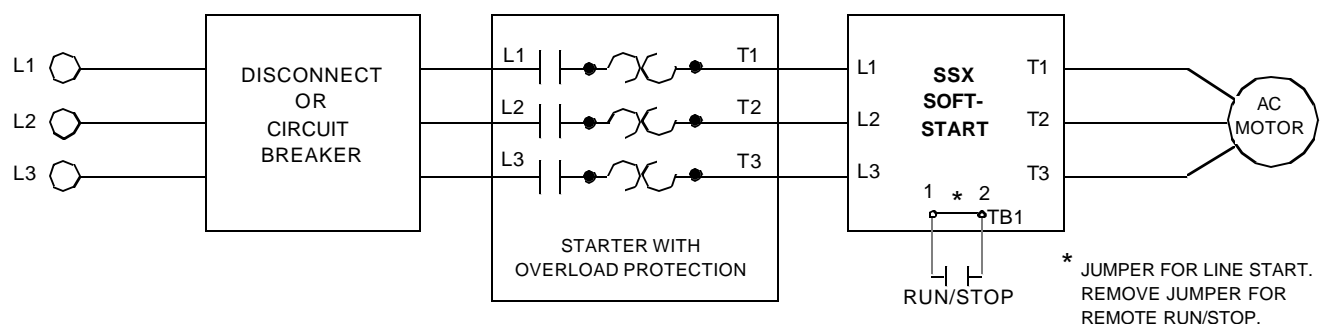 L1
L2
L3
DISCONNECT
OR
CIRCUIT
BREAKER
L1
T1
L2
T2
L3
T3
STARTER WITH
OVERLOAD PROTECTION
L1
L2
L3
SSX
SOFT-
START
T1
T2
T3
1 * 2
TB1
RUN/STOP
AC
MOTOR
* JUMPER FOR LINE START.
REMOVE JUMPER FOR
REMOTE RUN/STOP.